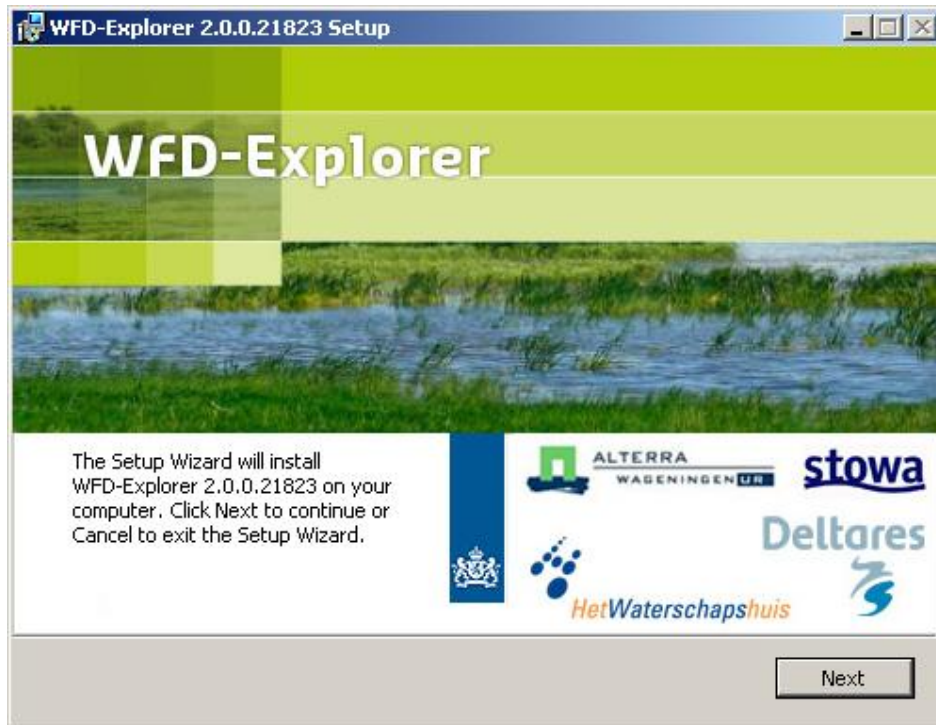 WFD-Explorer 2.0.0.21823 Setup
WFD-Explorer
The Setup Wizard will install
WFD-Explorer 2.0.0.21823 on your
computer. Click Next to continue or
Cancel to exit the Setup Wizard.
ALTERRA
WAGENINGEN UR
stowa
Deltares
HetWaterschapshuis
Next